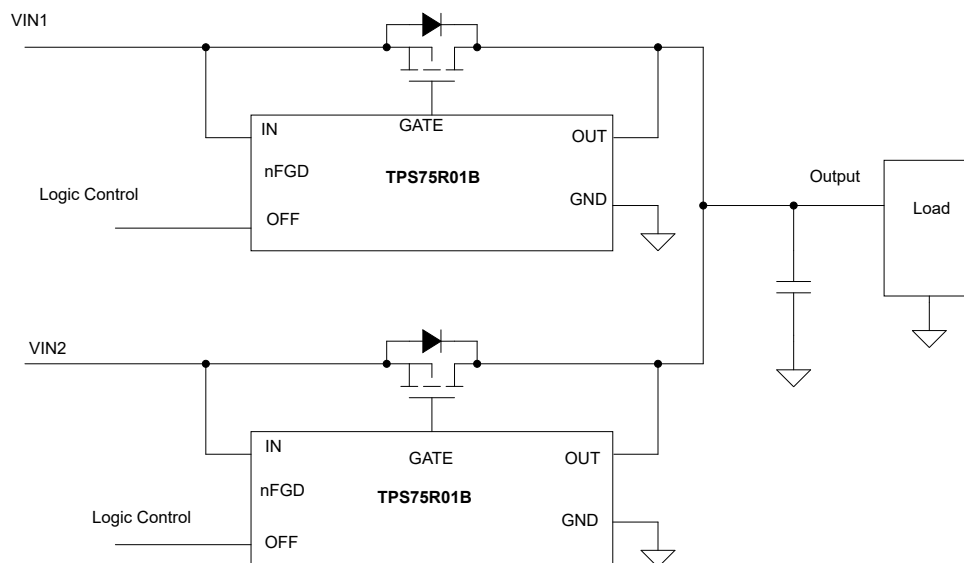 VIN1
IN
GATE
OUT
nFGD
TPS75R01B
Logic Control
GND
OFF
Output
Load
VIN2
IN
GATE
OUT
nFGD
TPS75R01B
Logic Control
GND
OFF